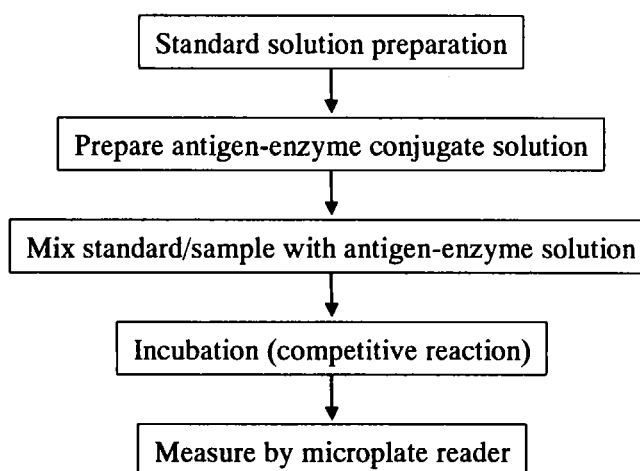 Standard solution preparation
Prepare antigen-enzyme conjugate solution
Mix standard/sample with antigen-enzyme solution
Incubation (competitive reaction)
Measure by microplate reader